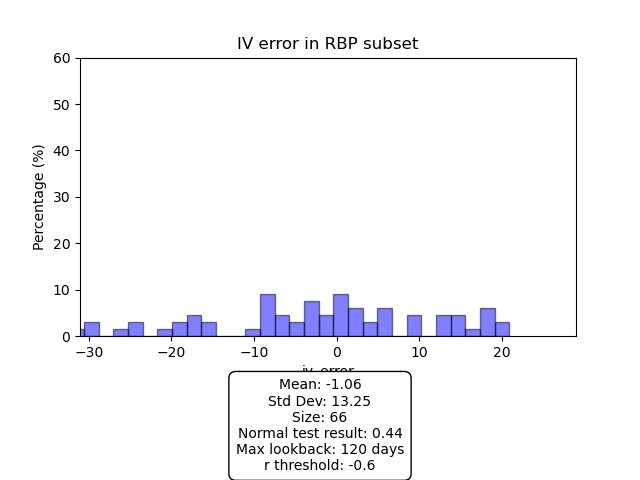 IV error in RBP subset
Percentage (%)
60
50
40
30
20
10
0
−30 −20 −10 0 10 20
iv_error
Mean: -1.06
Std Dev: 13.25
Size: 66
Normal test result: 0.44
Max lookback: 120 days
r threshold: -0.6